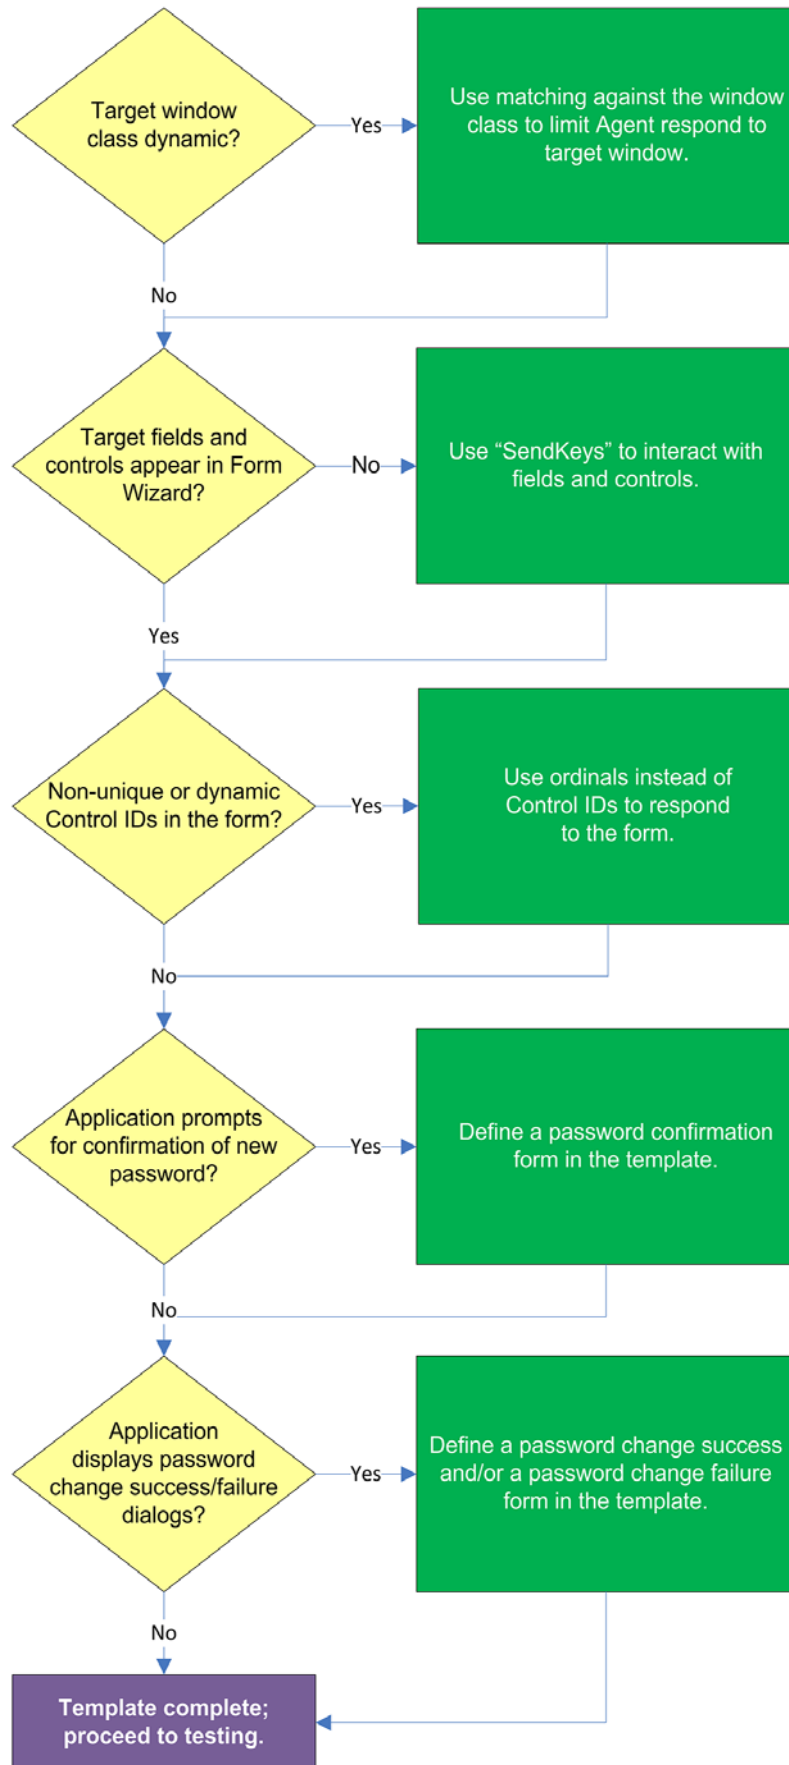 Target window
class dynamic?
Yes
Use matching against the window
class to limit Agent respond to
target window.
No
Target fields and
controls appear in Form
Wizard?
No
Use “SendKeys” to interact with
fields and controls.
Yes
Non-unique or dynamic
Control IDs in the form?
Yes
Use ordinals instead of
Control IDs to respond
to the form.
No
Application prompts
for confirmation of new
password?
Yes
Define a password confirmation
form in the template.
No
Application
displays password
change success/failure
dialogs?
Yes
Define a password change success
and/or a password change failure
form in the template.
No
Template complete;
proceed to testing.